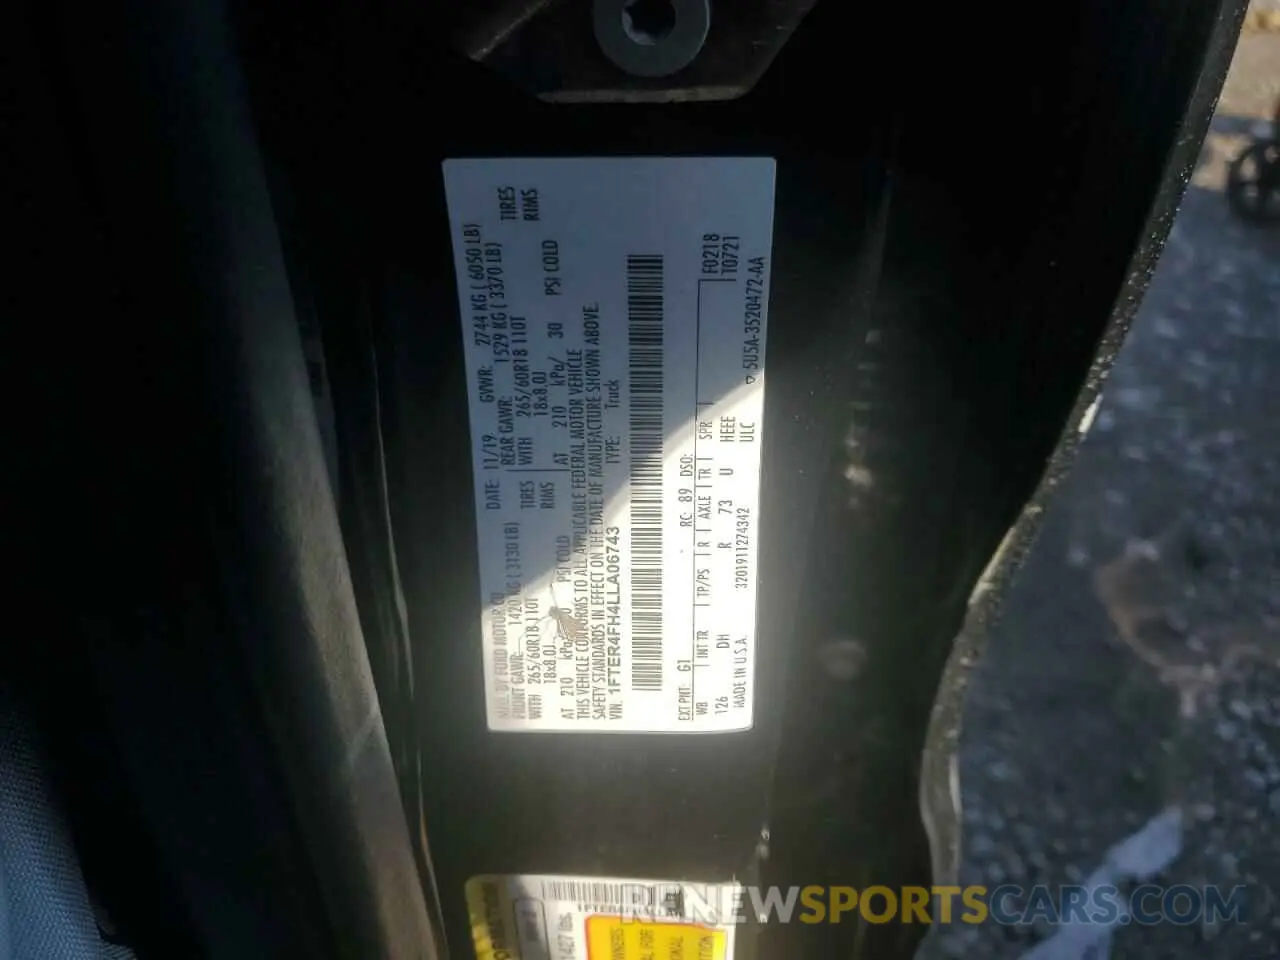 MFD. BY FORD MOTOR CO.
DATE: 11/19 GVWR: 2744 KG ( 6050 LB)
FRONT GAWR: 1420 KG ( 3130 LB) REAR GAWR: 1529 KG ( 3370 LB)
WITH 265/60R18 110T TIRES WITH 265/60R18 110T TIRES
18x8.0J RIMS 18x8.0J RIMS
AT 210 kPa/ PSI COLD AT 210 kPa/ 30 PSI COLD
THIS VEHICLE CONFORMS TO ALL APPLICABLE FEDERAL MOTOR VEHICLE
SAFETY STANDARDS IN EFFECT ON THE DATE OF MANUFACTURE SHOWN ABOVE.
VIN: 1FTER4FH4LLA06743 TYPE: Truck
EXT PNT: G1 RC: 89 DSO: F0218
WB INT TR TP/PS R AXLE TR SPR T0721
126 DH R 73 U HEEE
MADE IN U.S.A. 3201911274342 ULC ▽ 5U5A-3520472-AA
1427 lbs.
RENEWSPORTSCARS.COM